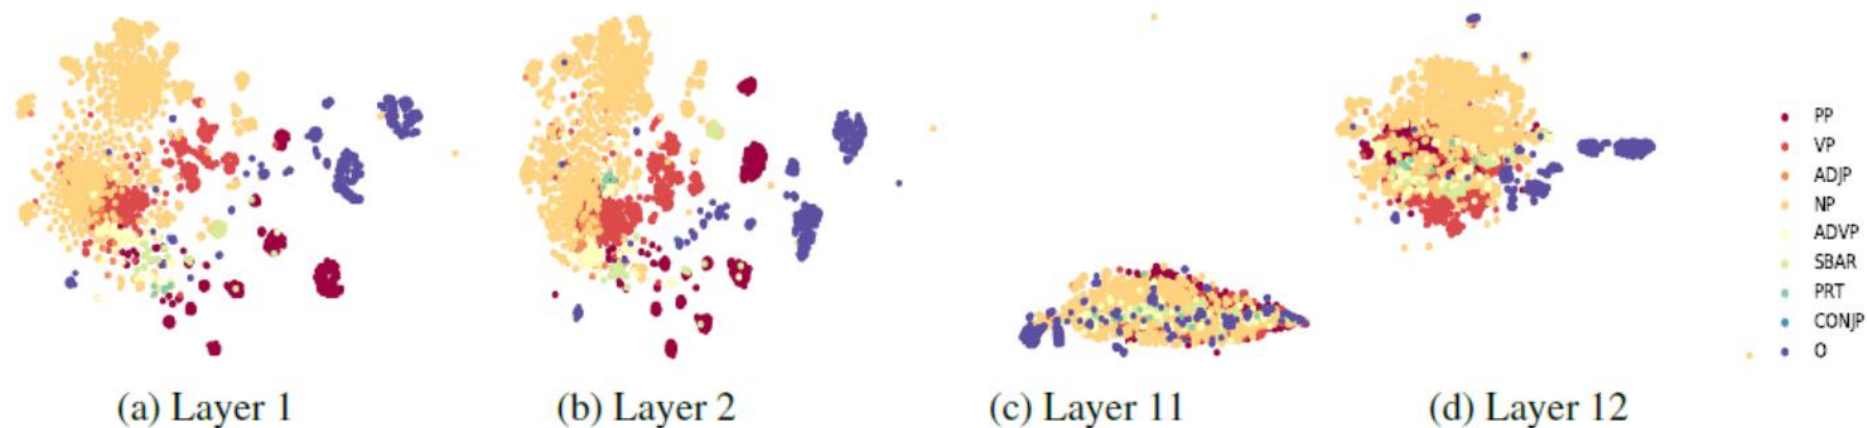 PP
VP
ADJP
NP
ADVP
SBAR
PRT
CONJP
O
(a) Layer 1
(b) Layer 2
(c) Layer 11
(d) Layer 12